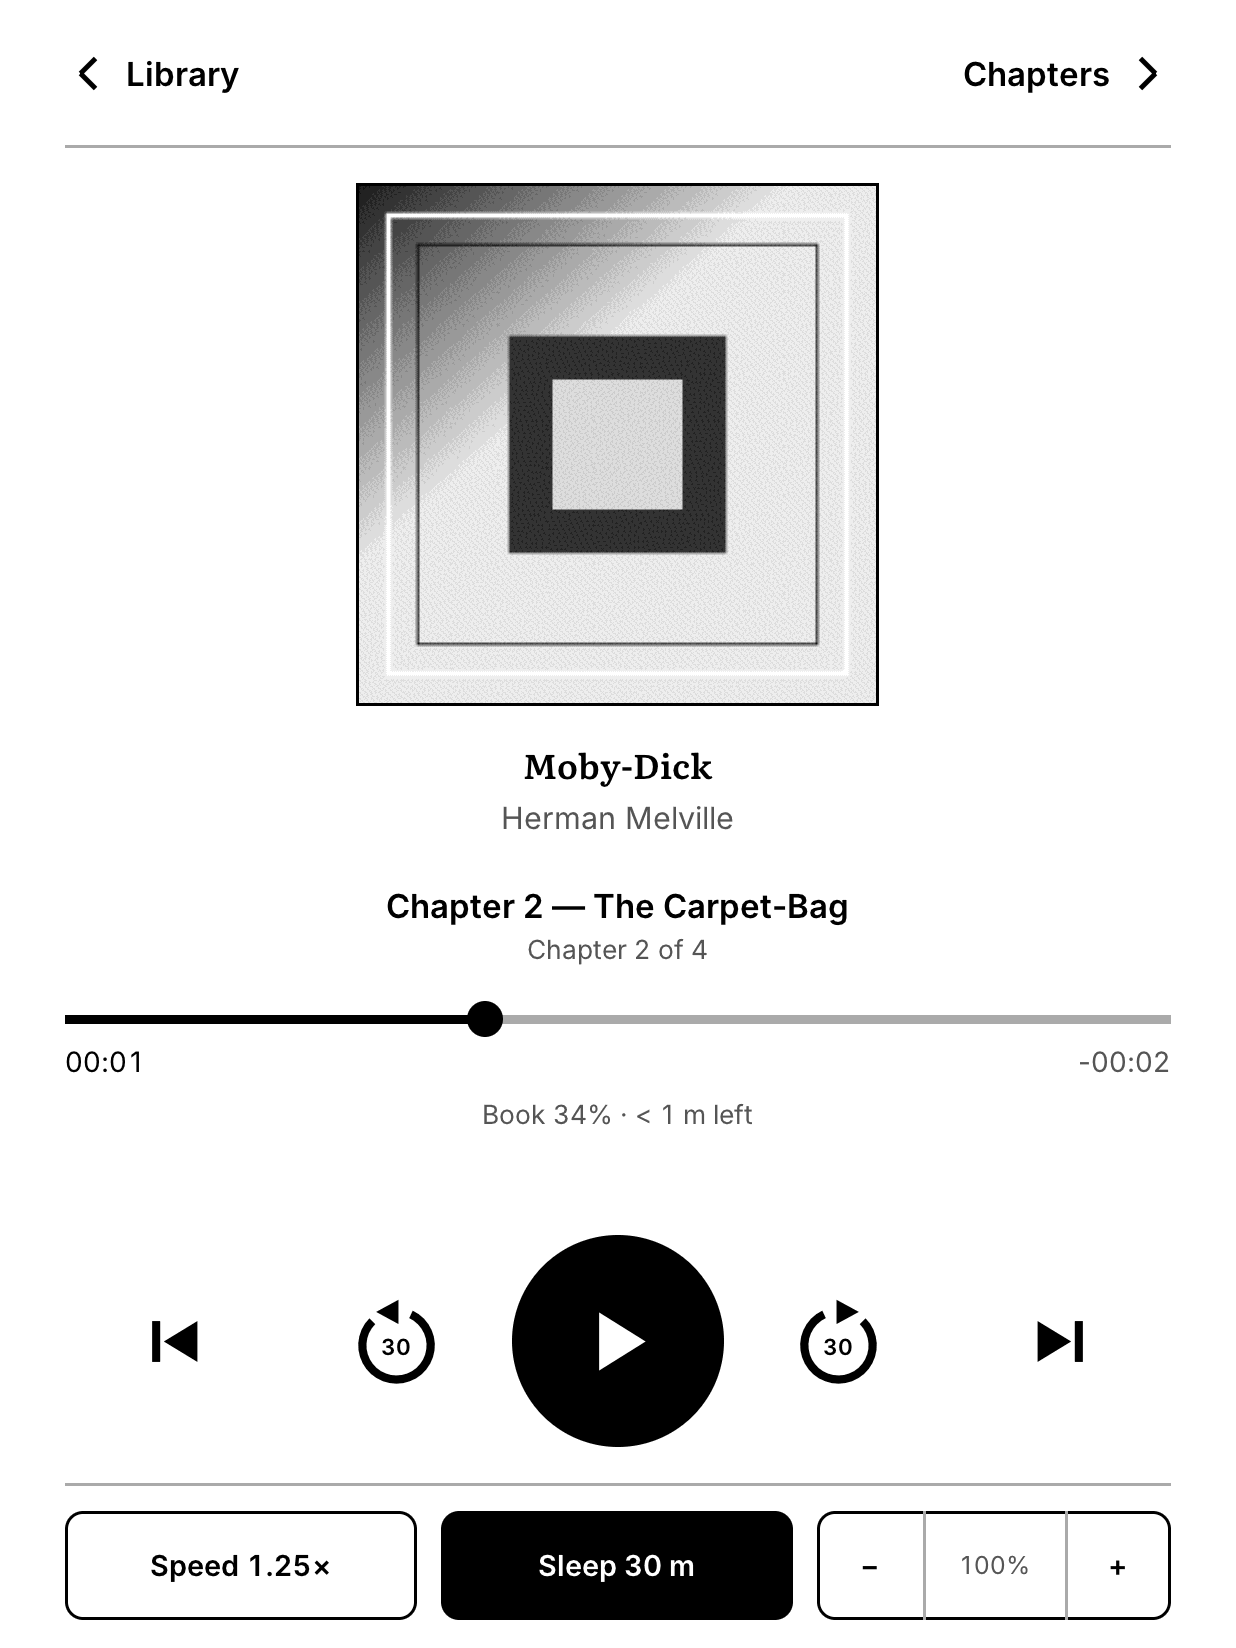 Library
Chapters
Moby-Dick
Herman Melville
Chapter 2 — The Carpet-Bag
Chapter 2 of 4
00:01
-00:02
Book 34% · < 1 m left
30
30
Speed 1.25×
Sleep 30 m
–
100%
+